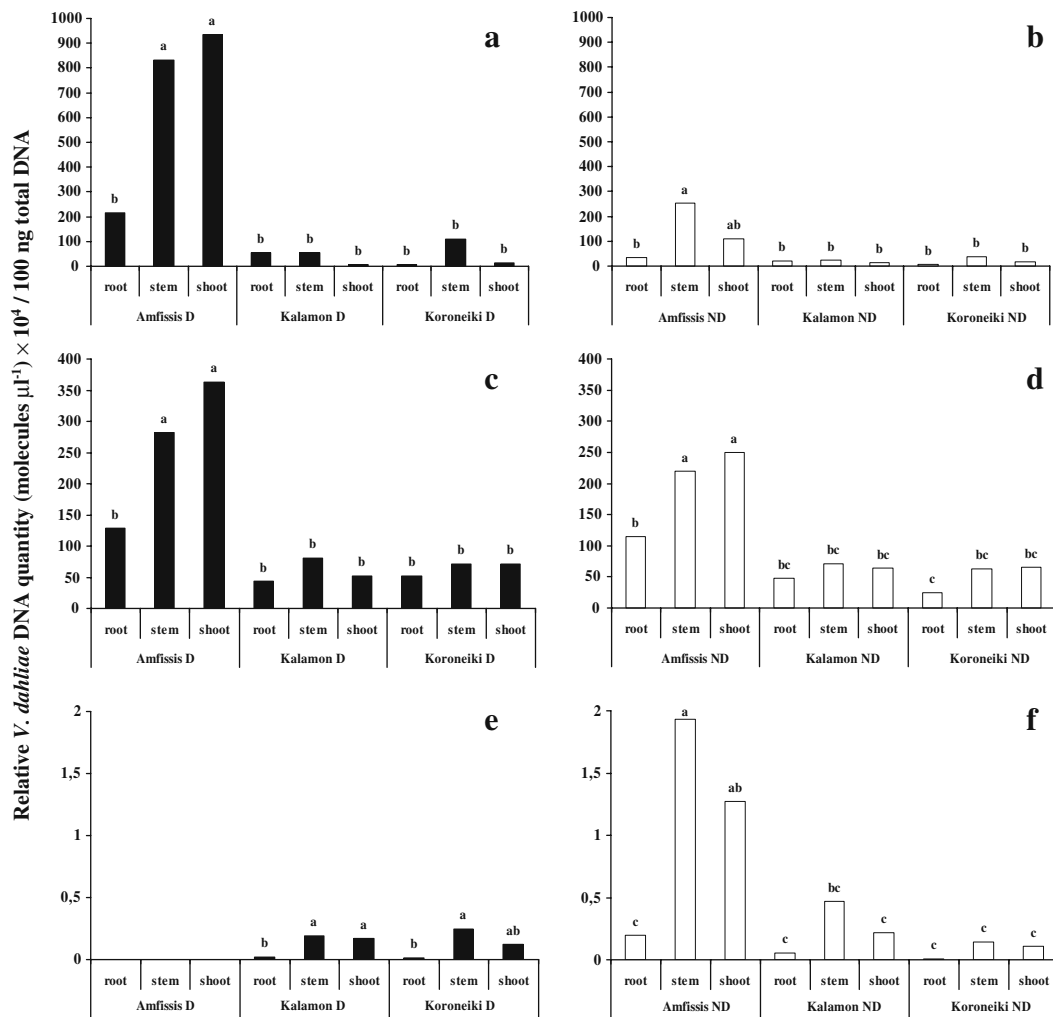 Relative V. dahliae DNA quantity (molecules μl⁻¹) × 10⁴ / 100 ng total DNA
a
1000
900
800
700
600
500
400
300
200
100
0
b a a b b b b b b
root stem shoot root stem shoot root stem shoot
Amfissis D Kalamon D Koroneiki D
b
1000
900
800
700
600
500
400
300
200
100
0
b a ab b b b b b b
root stem shoot root stem shoot root stem shoot
Amfissis ND Kalamon ND Koroneiki ND
c
400
350
300
250
200
150
100
50
0
b a a b b b b b b
root stem shoot root stem shoot root stem shoot
Amfissis D Kalamon D Koroneiki D
d
400
350
300
250
200
150
100
50
0
b a a bc bc bc c bc bc
root stem shoot root stem shoot root stem shoot
Amfissis ND Kalamon ND Koroneiki ND
e
2
1,5
1
0,5
0
b a a b a ab
root stem shoot root stem shoot root stem shoot
Amfissis D Kalamon D Koroneiki D
f
2
1,5
1
0,5
0
c a ab c bc c c c c
root stem shoot root stem shoot root stem shoot
Amfissis ND Kalamon ND Koroneiki ND